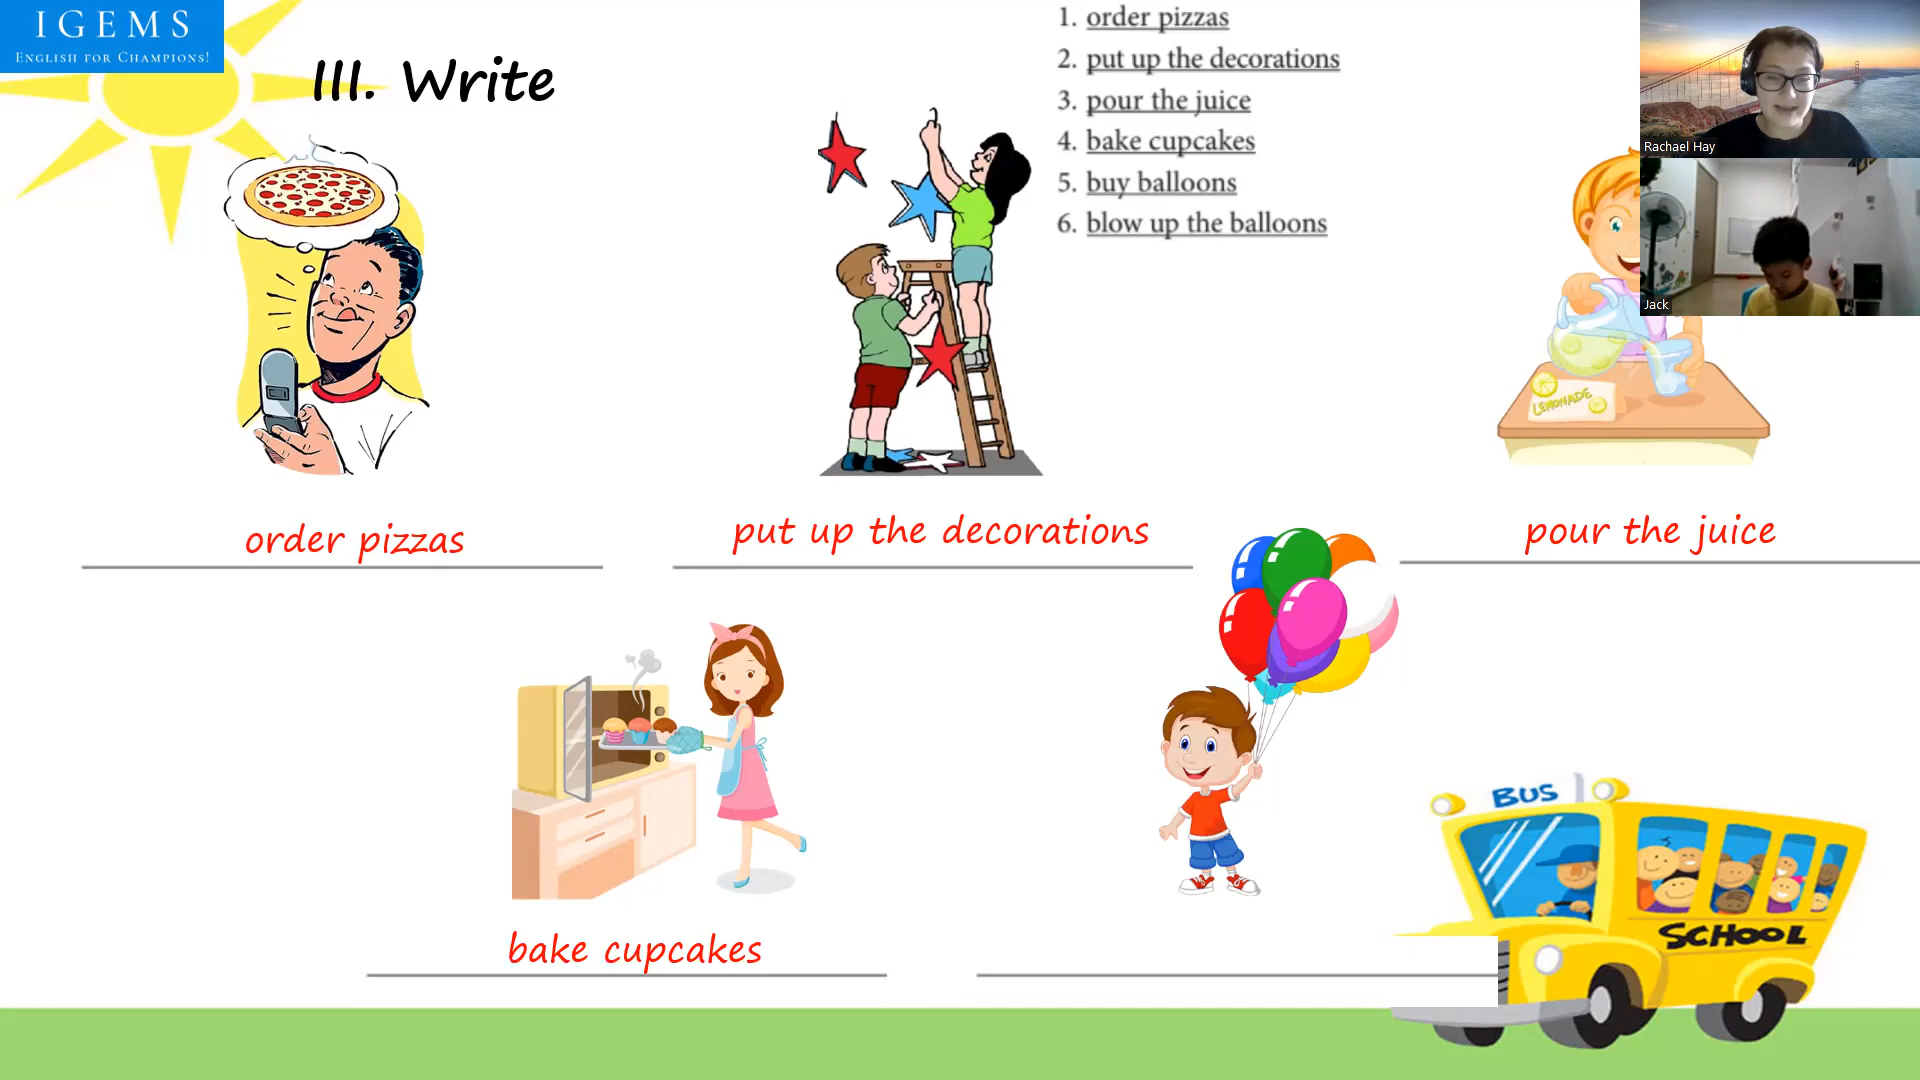 IGEMS
ENGLISH FOR CHAMPIONS!
III. Write
1. order pizzas
2. put up the decorations
3. pour the juice
4. bake cupcakes
5. buy balloons
6. blow up the balloons
Rachael Hay
Jack
LEMONADE
order pizzas
put up the decorations
pour the juice
BUS
SCHOOL
bake cupcakes